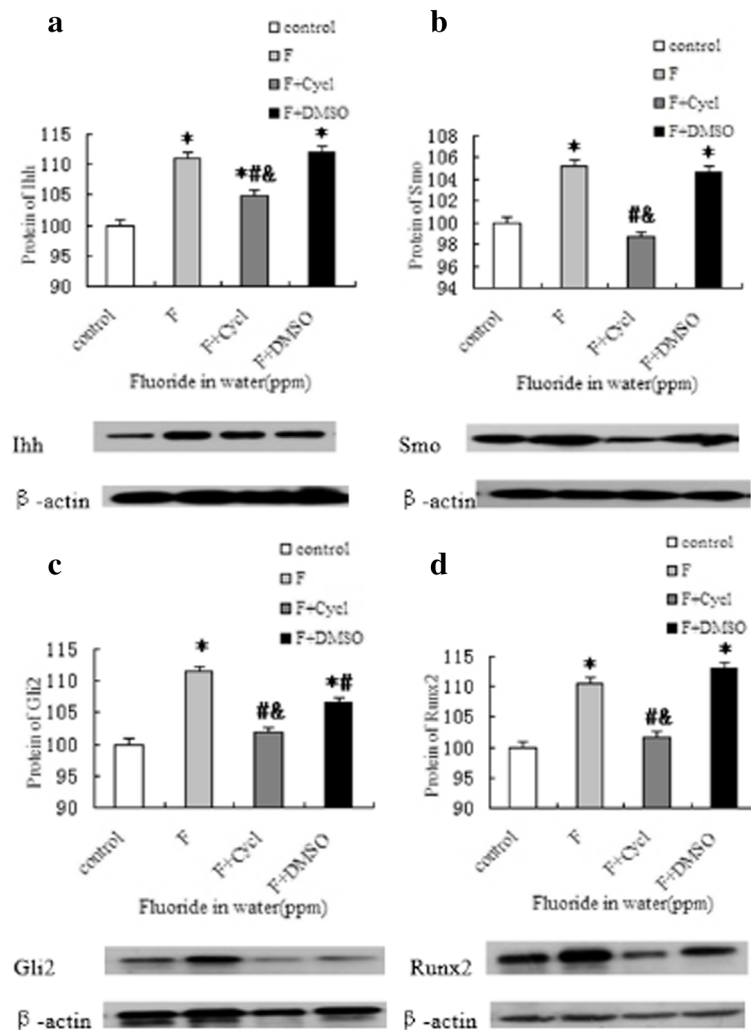 a
control
F
F+Cycl
F+DMSO
Protein of Ihh
115
110
105
100
95
90
*
*#&
*
control
F
F+Cycl
F+DMSO
Fluoride in water(ppm)
Ihh
β-actin
b
control
F
F+Cycl
F+DMSO
Protein of Smo
108
106
104
102
100
98
96
94
*
#&
*
control
F
F+Cycl
F+DMSO
Fluoride in water(ppm)
Smo
β-actin
c
control
F
F+Cycl
F+DMSO
Protein of Gli2
115
110
105
100
95
90
*
#&
*#
control
F
F+Cycl
F+DMSO
Fluoride in water(ppm)
Gli2
β-actin
d
control
F
F+Cycl
F+DMSO
Protein of Runx2
115
110
105
100
95
90
*
#&
*
control
F
F+Cycl
F+DMSO
Fluoride in water(ppm)
Runx2
β-actin